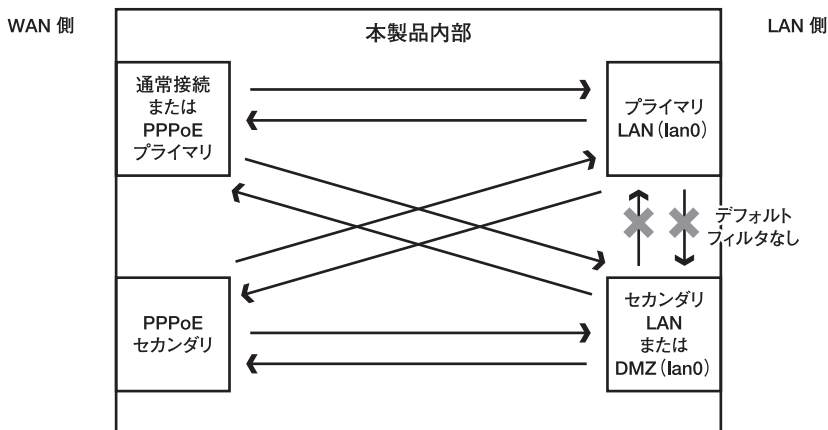 WAN 側
本製品内部
LAN 側
通常接続
または
PPPoE
プライマリ
プライマリ
LAN(lan0)
デフォルト
フィルタなし
PPPoE
セカンダリ
セカンダリ
LAN
または
DMZ(lan0)